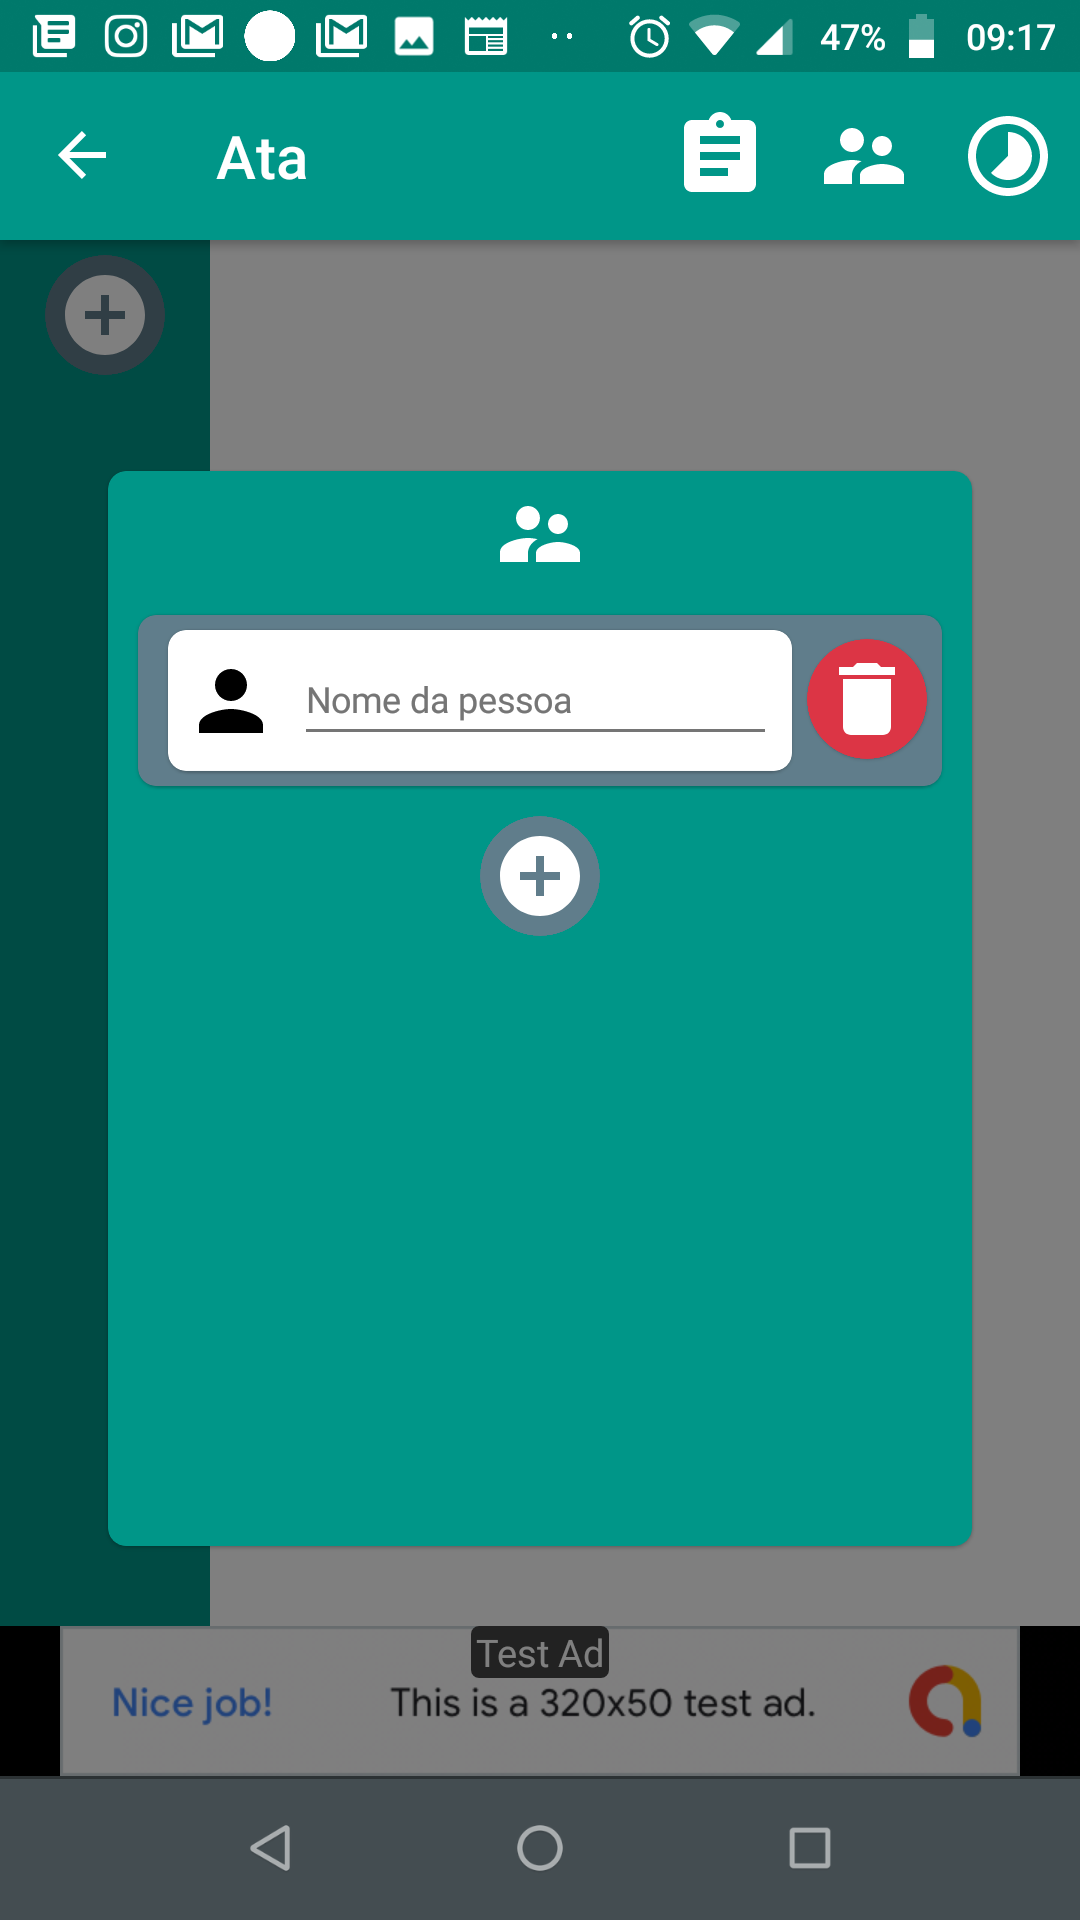 47% 09:17
Ata
Nome da pessoa
Test Ad
Nice job! This is a 320x50 test ad.